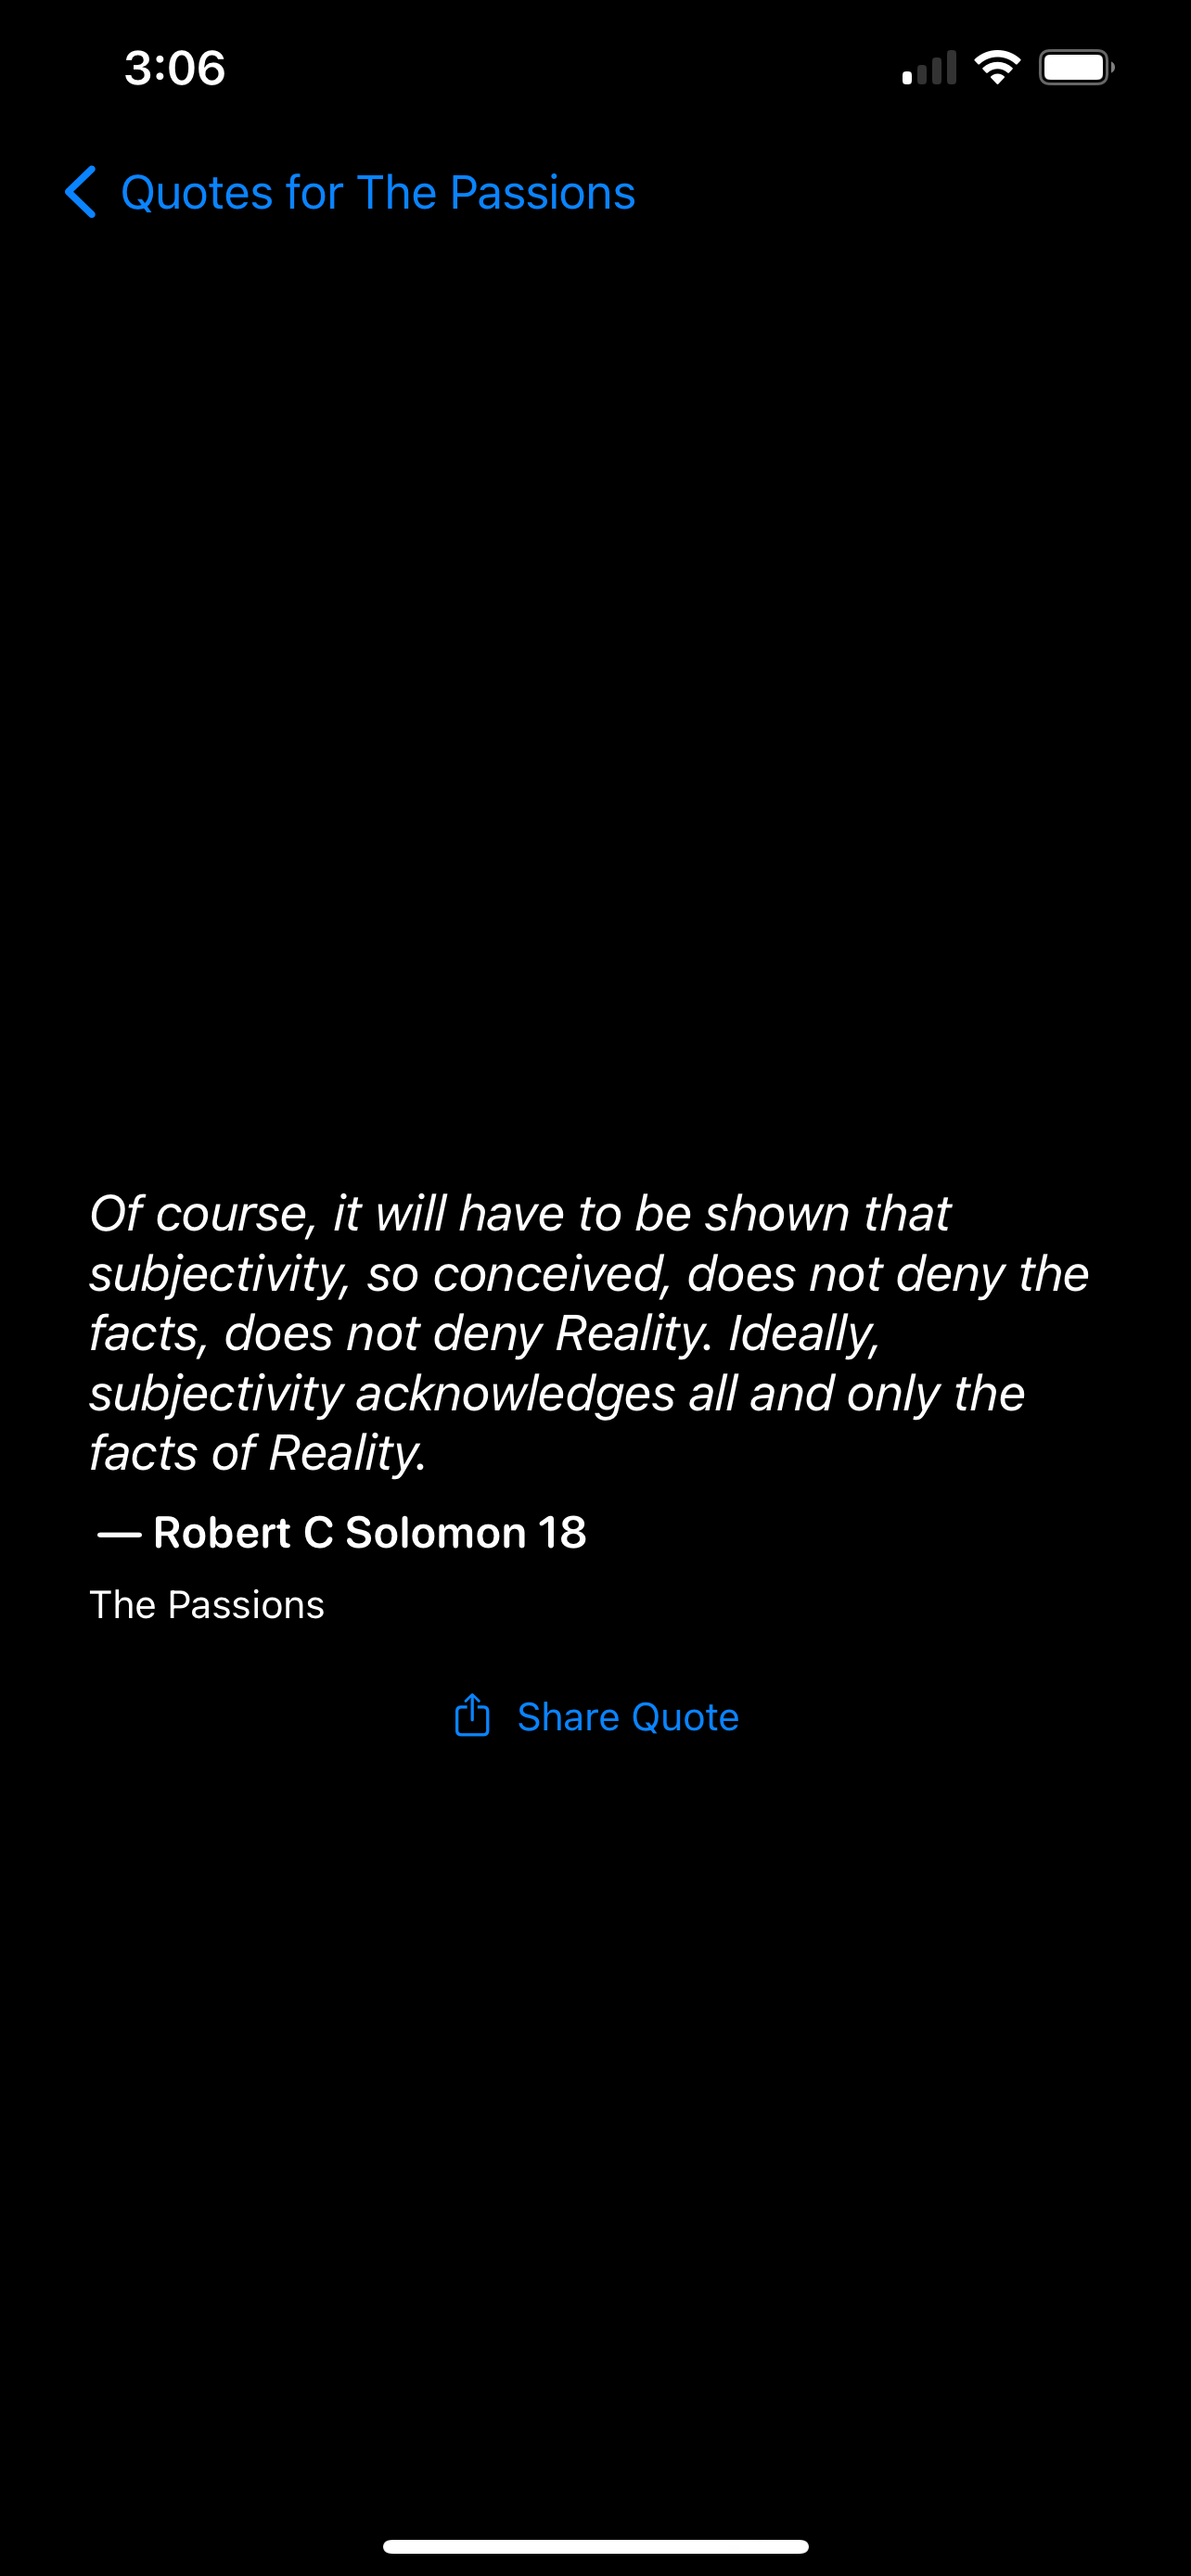 3:06
Quotes for The Passions
Of course, it will have to be shown that
subjectivity, so conceived, does not deny the
facts, does not deny Reality. Ideally,
subjectivity acknowledges all and only the
facts of Reality.
— Robert C Solomon 18
The Passions
Share Quote